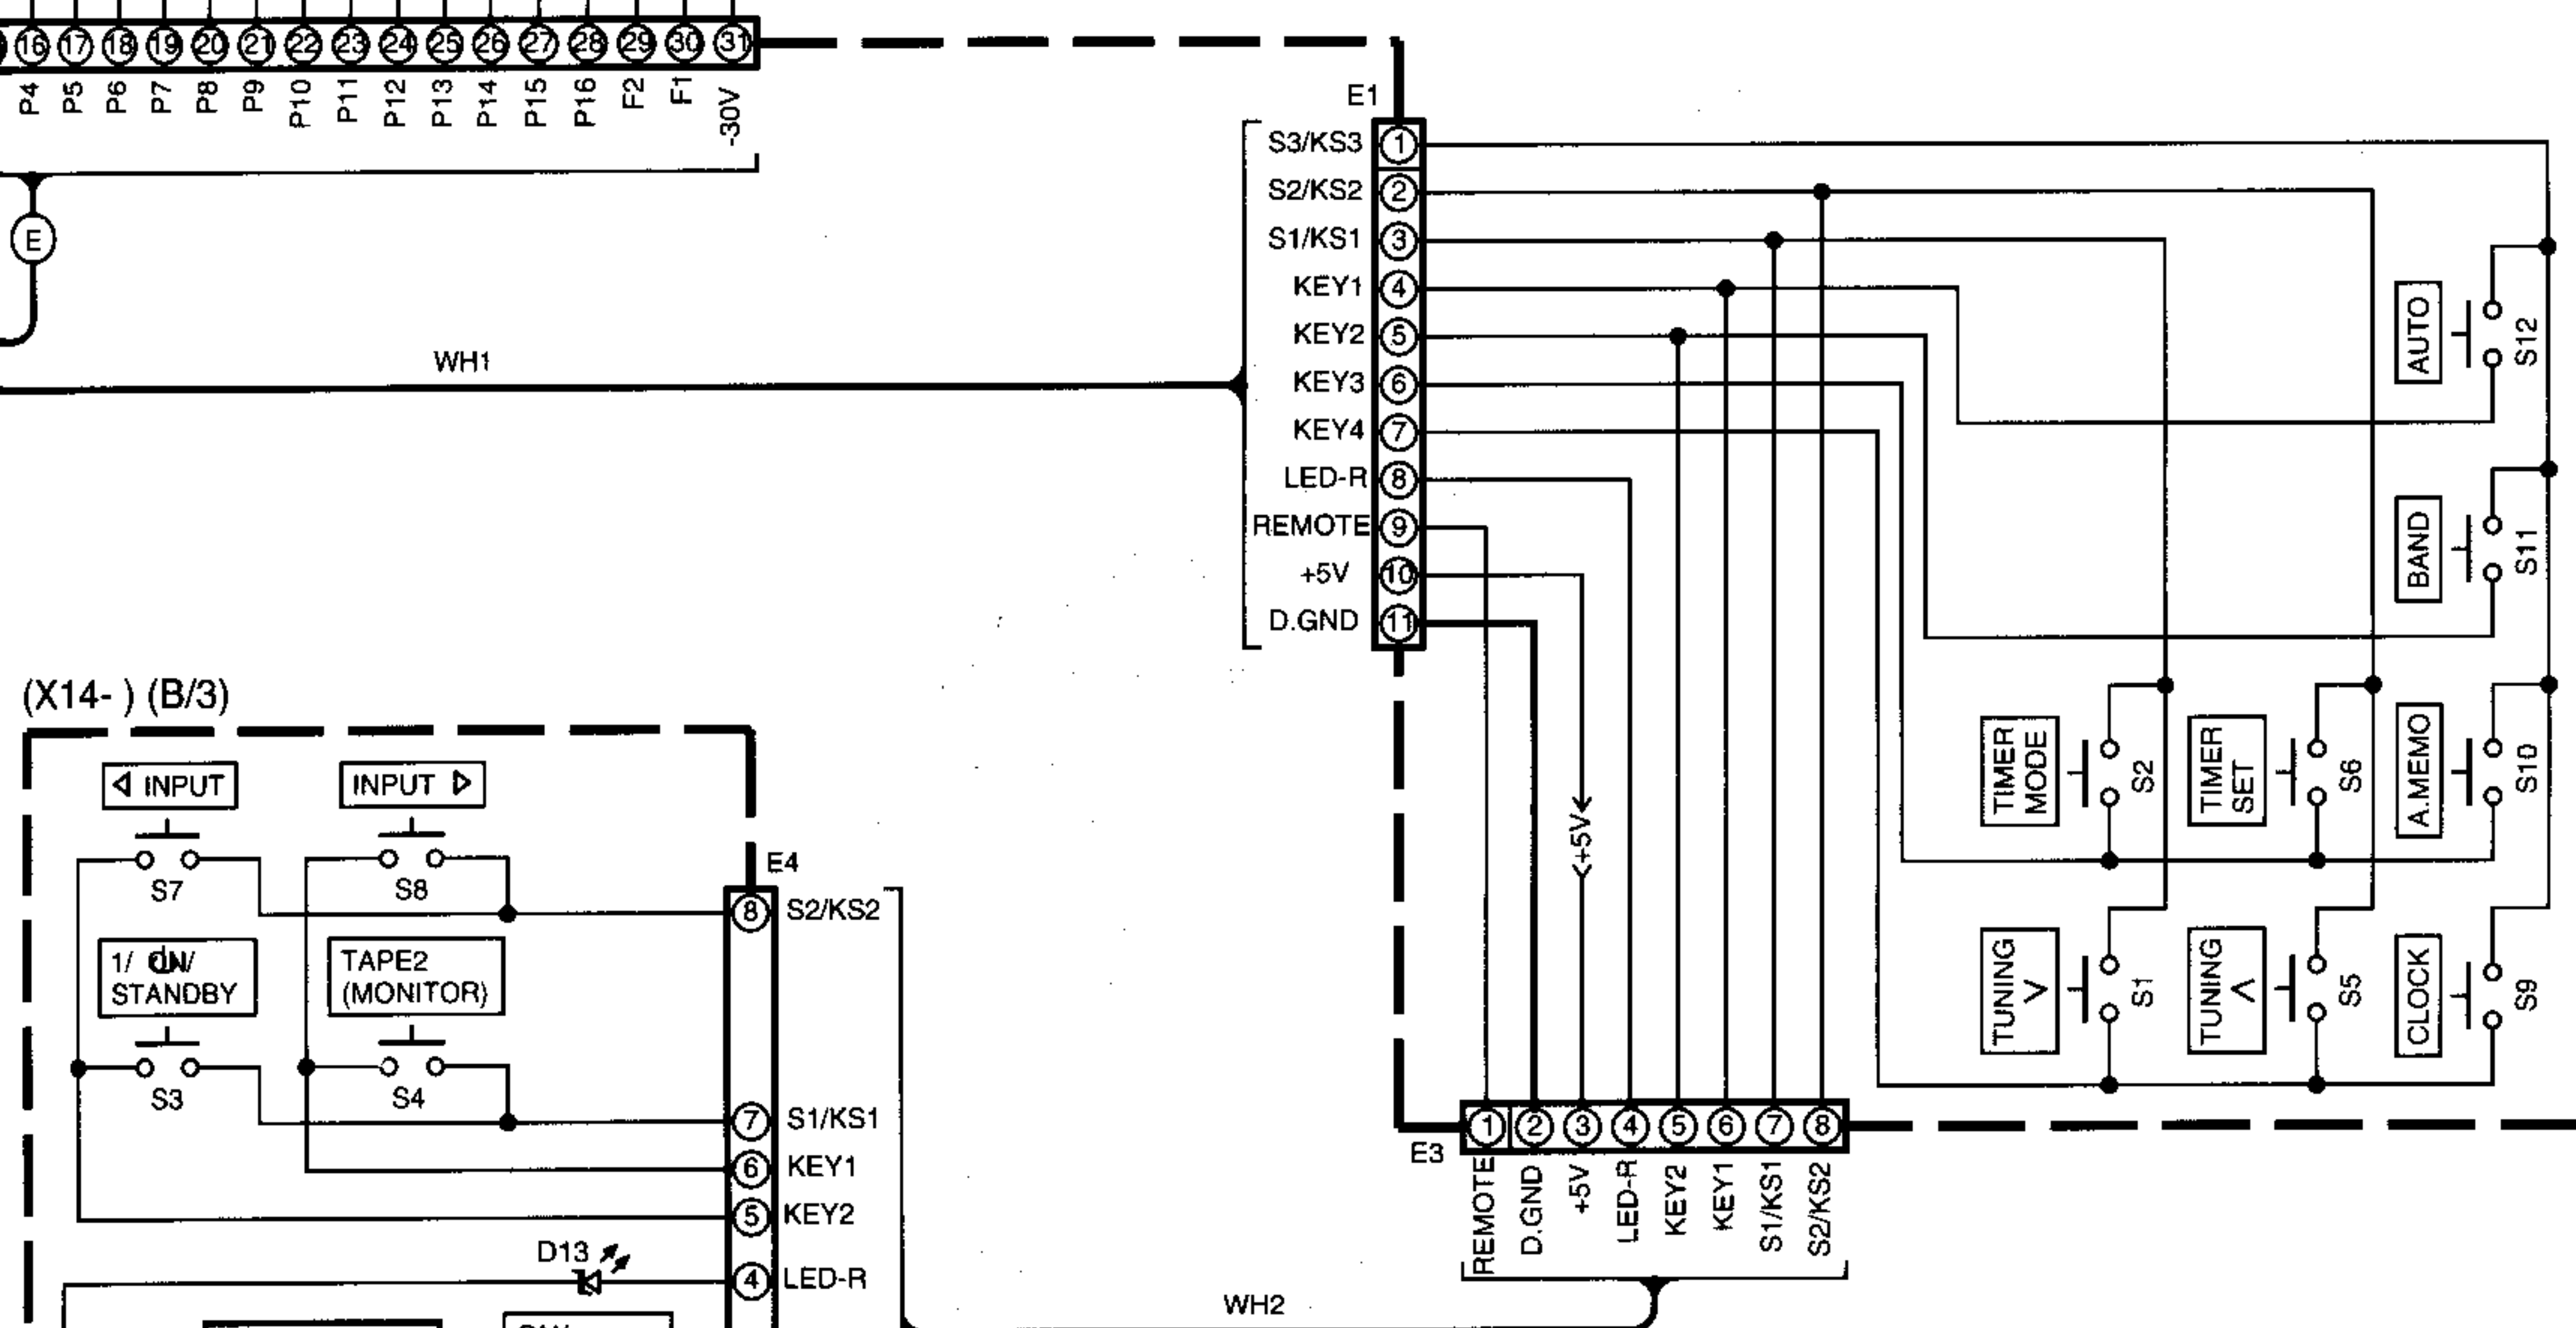 16 17 18 19 20 21 22 23 24 25 26 27 28 29 30 31
P4 P5 P6 P7 P8 P9 P10 P11 P12 P13 P14 P15 P16 F2 F1 -30V
E
WH1
E1
S3/KS3 1
S2/KS2 2
S1/KS1 3
KEY1 4
KEY2 5
KEY3 6
KEY4 7
LED-R 8
REMOTE 9
+5V 10
D.GND 11
AUTO
S12
BAND
S11
TIMER
MODE
S2
TIMER
SET
S6
A.MEMO
S10
TUNING
V
S1
TUNING
Λ
S5
CLOCK
S9
<+5V<
E3
1 2 3 4 5 6 7 8
REMOTE
D.GND
+5V
LED-R
KEY2
KEY1
S1/KS1
S2/KS2
WH2
(X14- ) (B/3)
◁ INPUT
INPUT ▷
S7
S8
E4
8 S2/KS2
STANDBY
TAPE2
(MONITOR)
S3
S4
7 S1/KS1
6 KEY1
5 KEY2
D13
4 LED-R